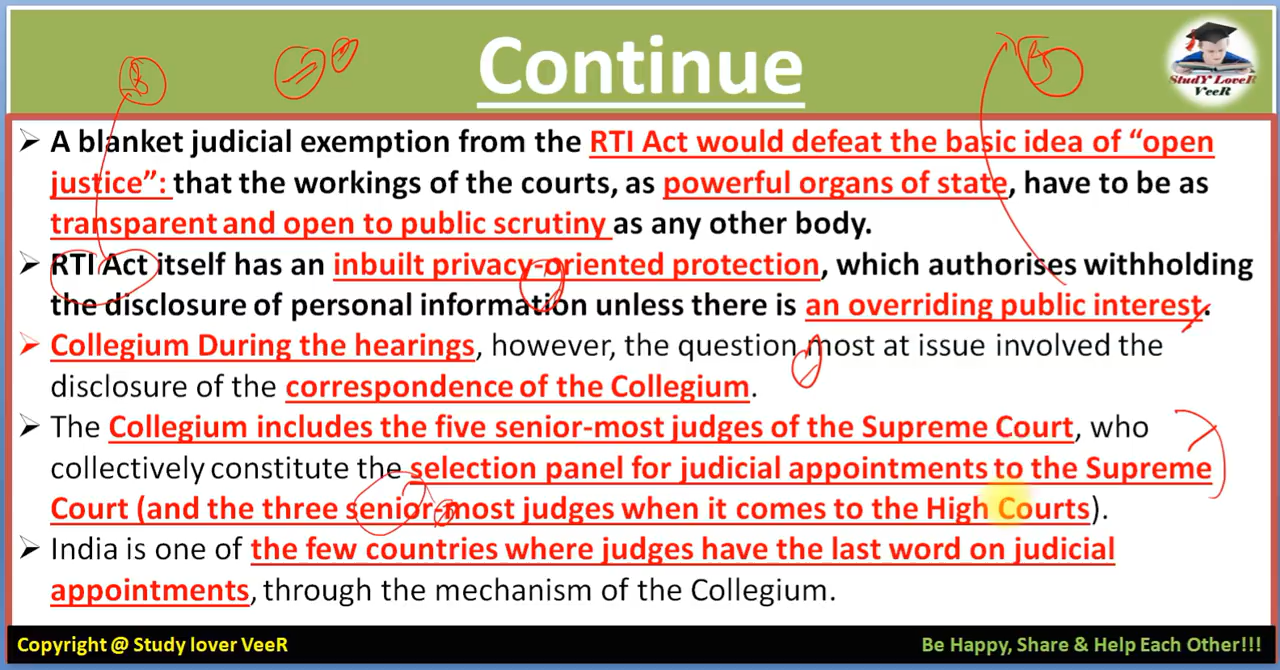 Continue
StudY LoveR
VeeR
➢ A blanket judicial exemption from the RTI Act would defeat the basic idea of “open
justice”: that the workings of the courts, as powerful organs of state, have to be as
transparent and open to public scrutiny as any other body.
➢ RTI Act itself has an inbuilt privacy-oriented protection, which authorises withholding
the disclosure of personal information unless there is an overriding public interest.
➢ Collegium During the hearings, however, the question most at issue involved the
disclosure of the correspondence of the Collegium.
➢ The Collegium includes the five senior-most judges of the Supreme Court, who
collectively constitute the selection panel for judicial appointments to the Supreme
Court (and the three senior-most judges when it comes to the High Courts).
➢ India is one of the few countries where judges have the last word on judicial
appointments, through the mechanism of the Collegium.
Copyright @ Study lover VeeR
Be Happy, Share & Help Each Other!!!